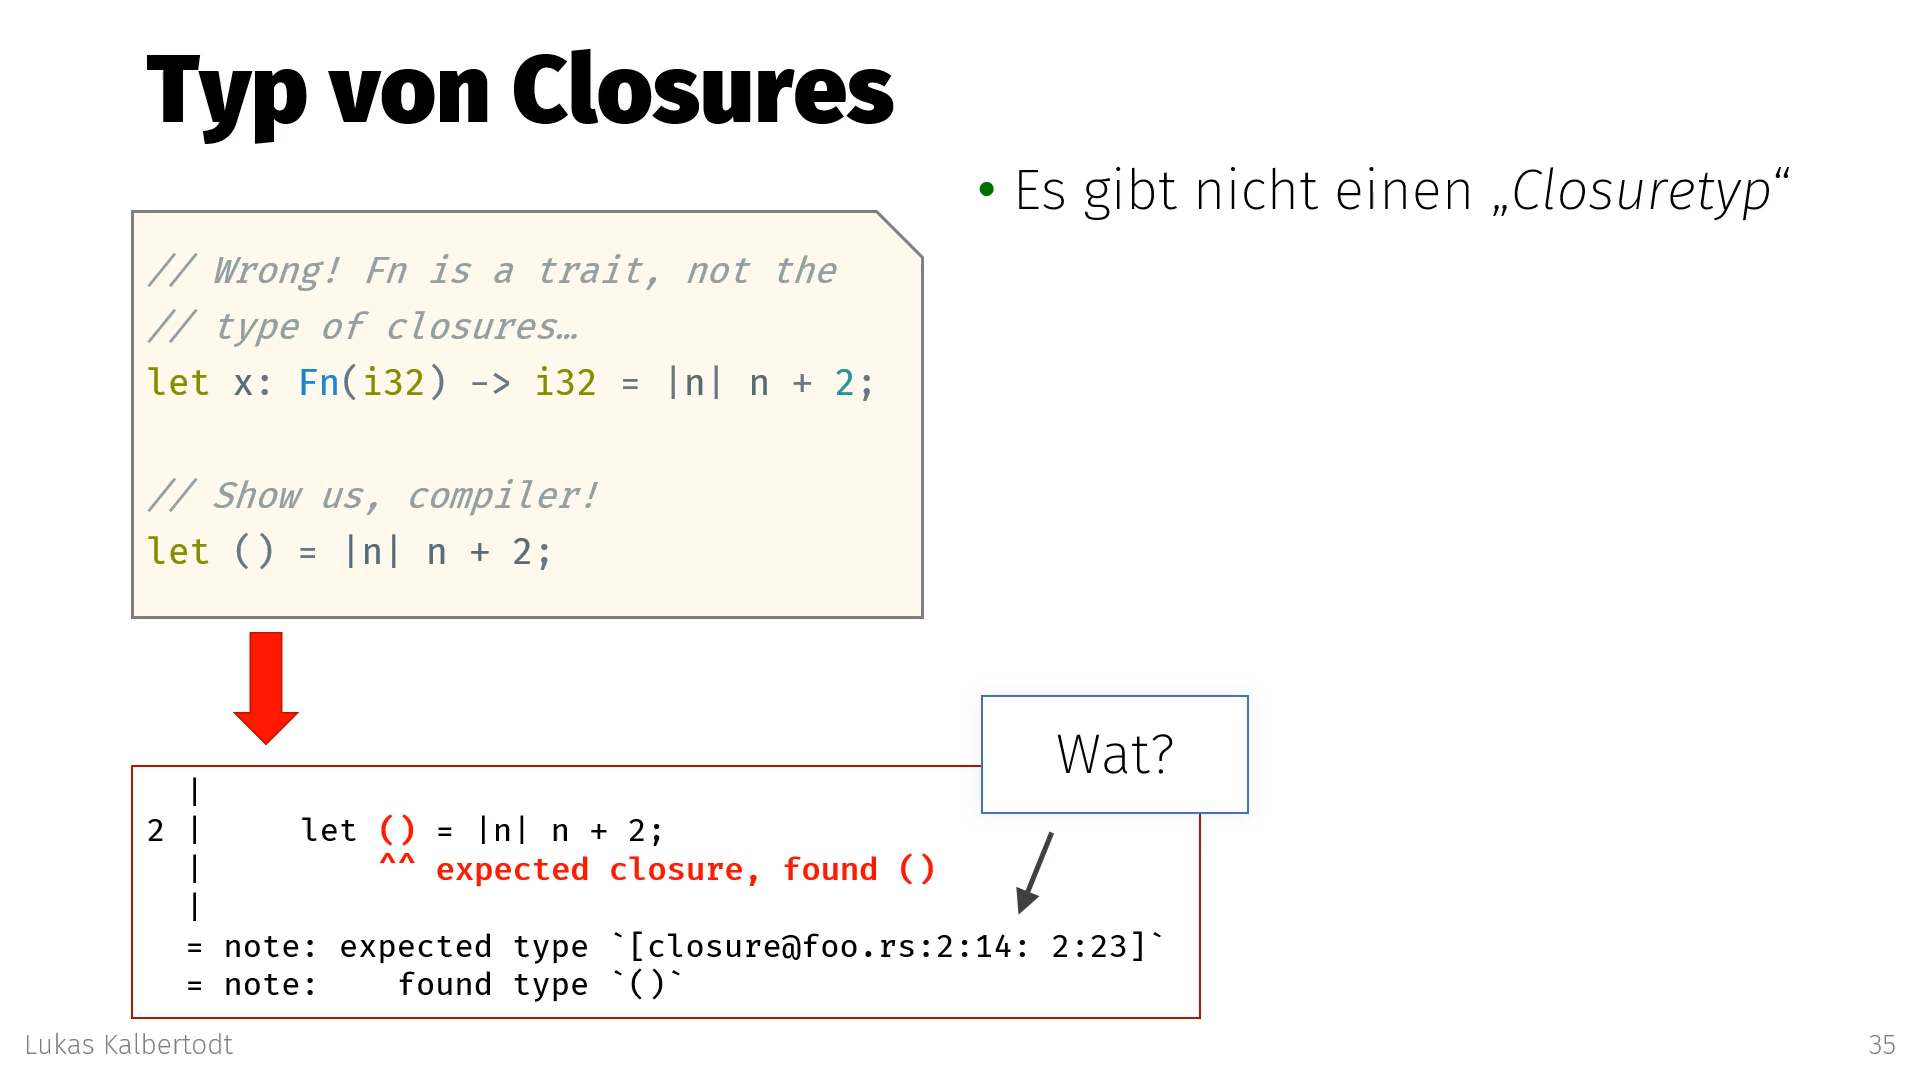 Typ von Closures
• Es gibt nicht einen „Closuretyp“
// Wrong! Fn is a trait, not the
// type of closures…
let x: Fn(i32) -> i32 = |n| n + 2;
// Show us, compiler!
let () = |n| n + 2;
Wat?
  |
2 |     let () = |n| n + 2;
  |         ^^ expected closure, found ()
  |
  = note: expected type `[closure@foo.rs:2:14: 2:23]`
  = note:    found type `()`
Lukas Kalbertodt
35